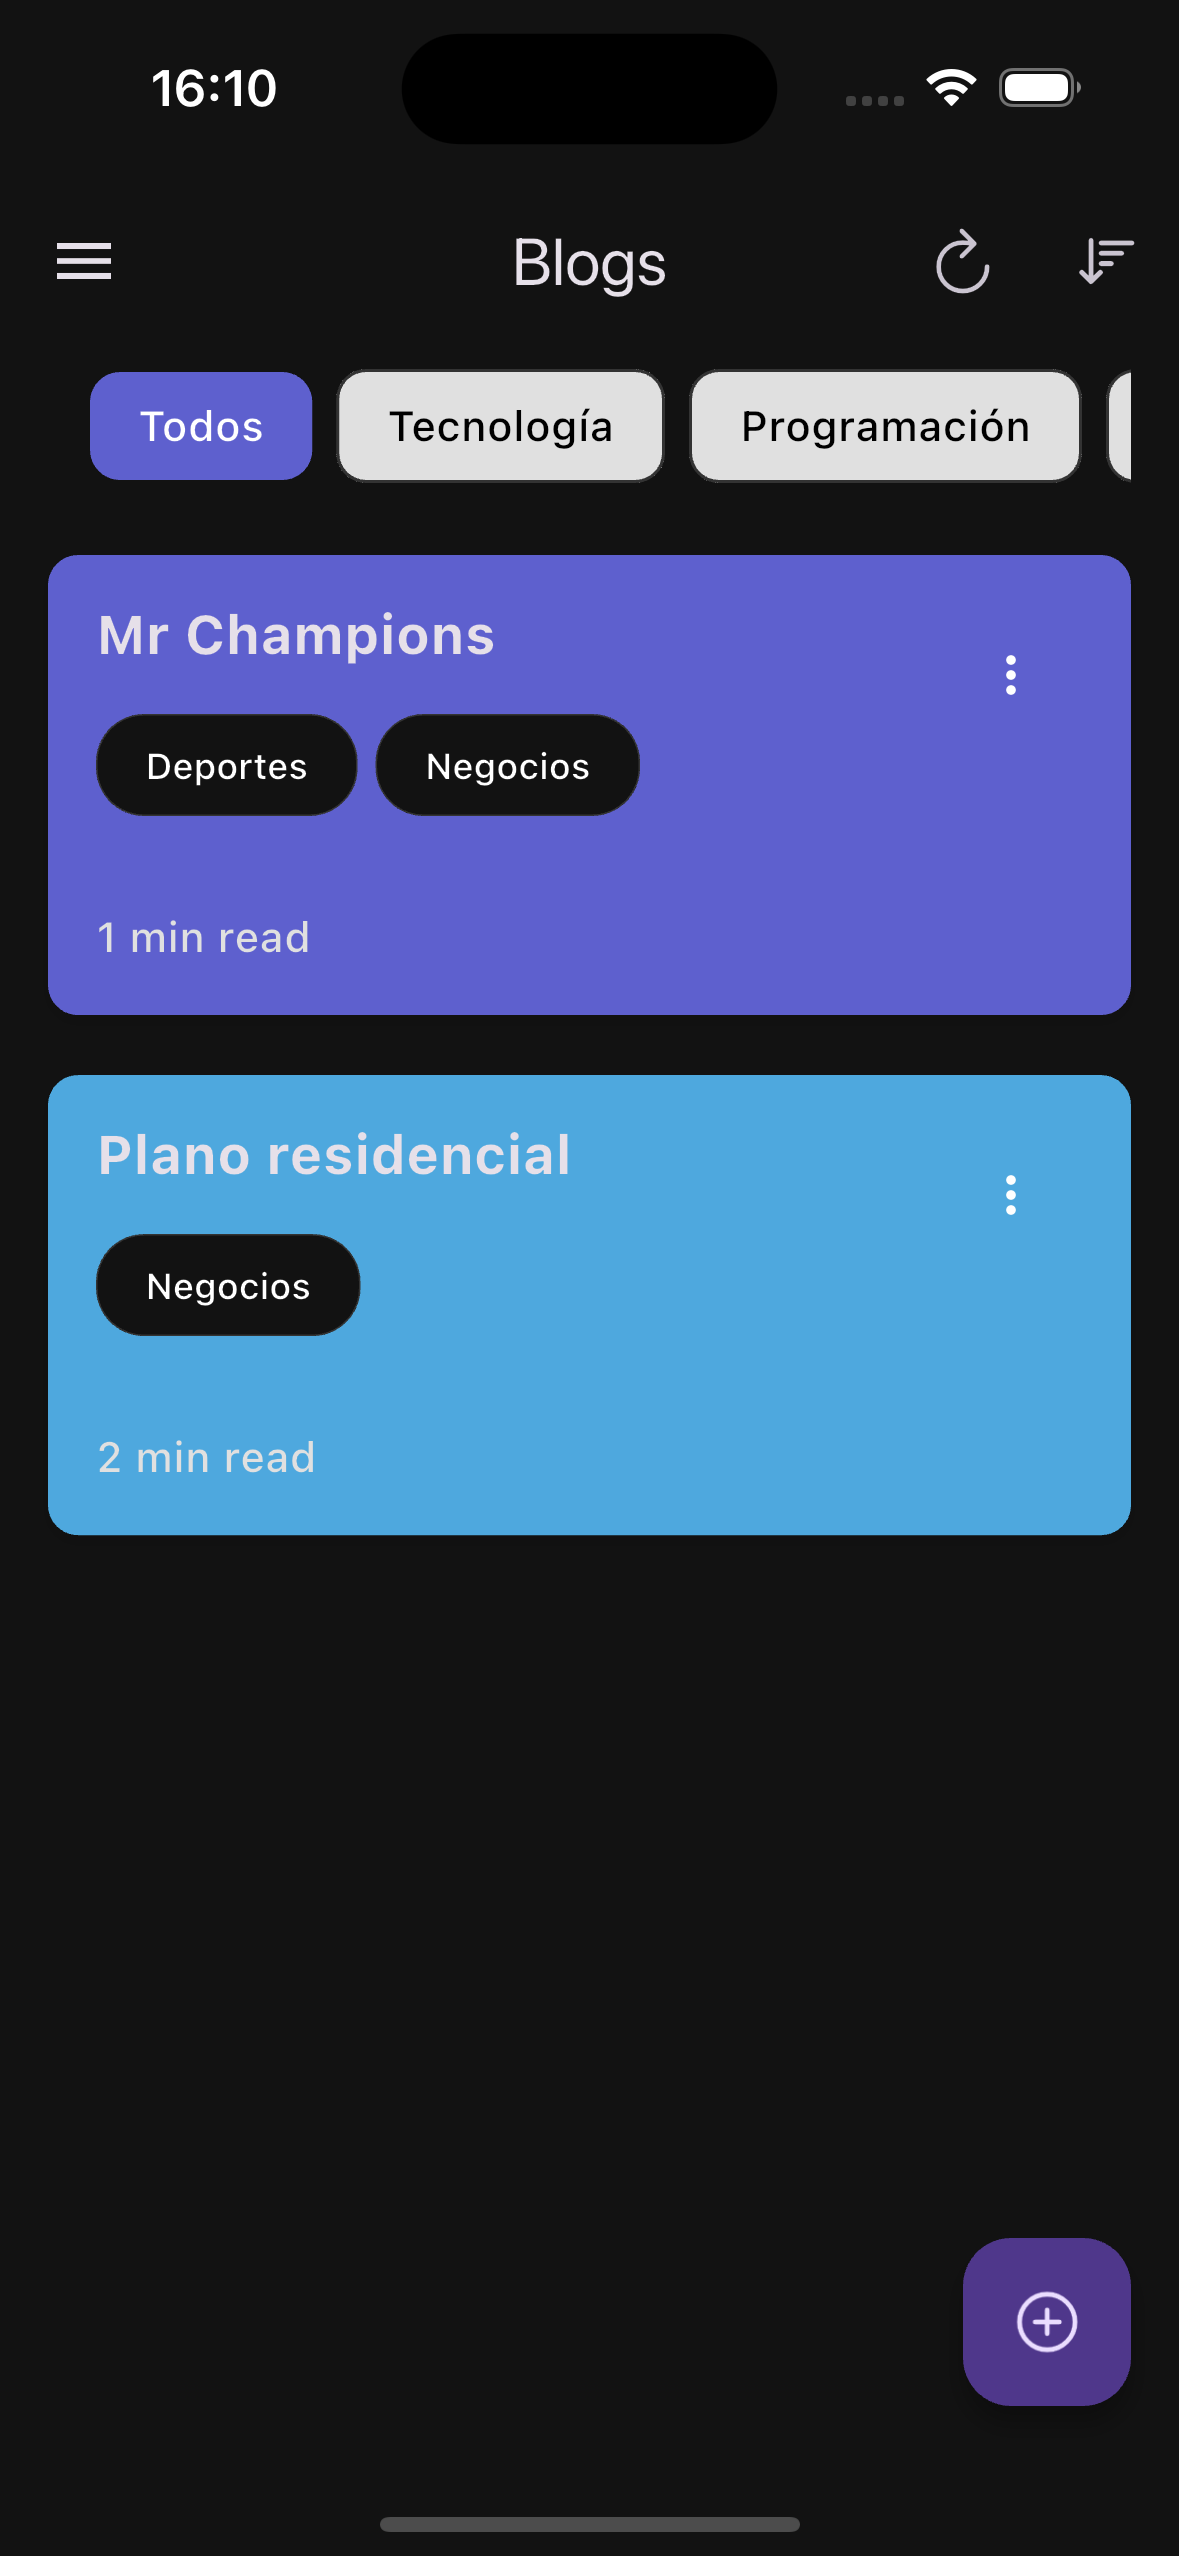 16:10
Blogs
Todos Tecnología Programación
Mr Champions
Deportes Negocios
1 min read
Plano residencial
Negocios
2 min read